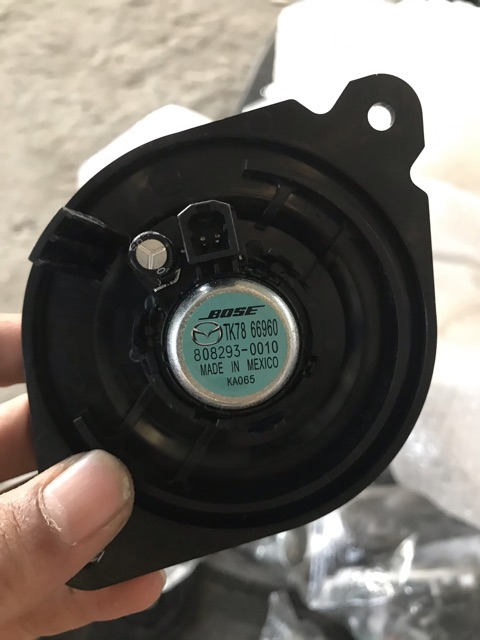 BOSE
TK78 66960
808293-0010
MADE IN MEXICO
KA065